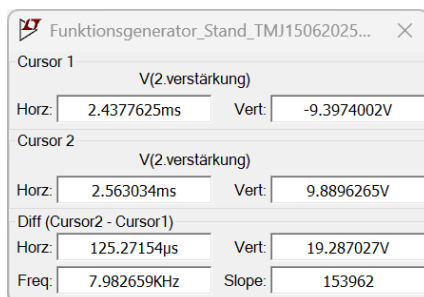 Funktionsgenerator_Stand_TMJ15062025...
Cursor 1
V(2.verstärkung)
Horz: 2.4377625ms Vert: -9.3974002V
Cursor 2
V(2.verstärkung)
Horz: 2.563034ms Vert: 9.8896265V
Diff (Cursor2 - Cursor1)
Horz: 125.27154µs Vert: 19.287027V
Freq: 7.982659KHz Slope: 153962